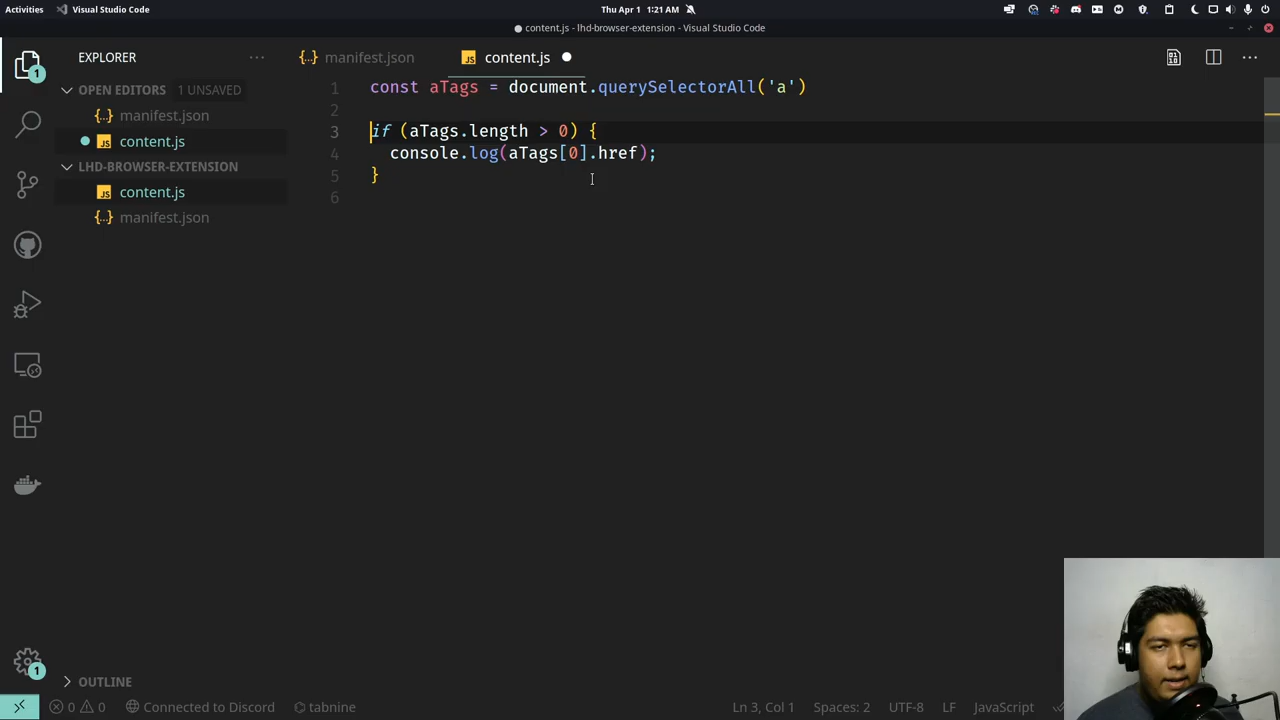 Activities
Visual Studio Code
Thu Apr 1 1:21 AM
content.js - lhd-browser-extension - Visual Studio Code
EXPLORER
manifest.json
content.js
OPEN EDITORS 1 UNSAVED
manifest.json
content.js
LHD-BROWSER-EXTENSION
content.js
manifest.json
1 const aTags = document.querySelectorAll('a')
2
3 if (aTags.length > 0) {
4 console.log(aTags[0].href);
5 }
6
1
1
OUTLINE
0 0 Connected to Discord tabnine
Ln 3, Col 1 Spaces: 2 UTF-8 LF JavaScript